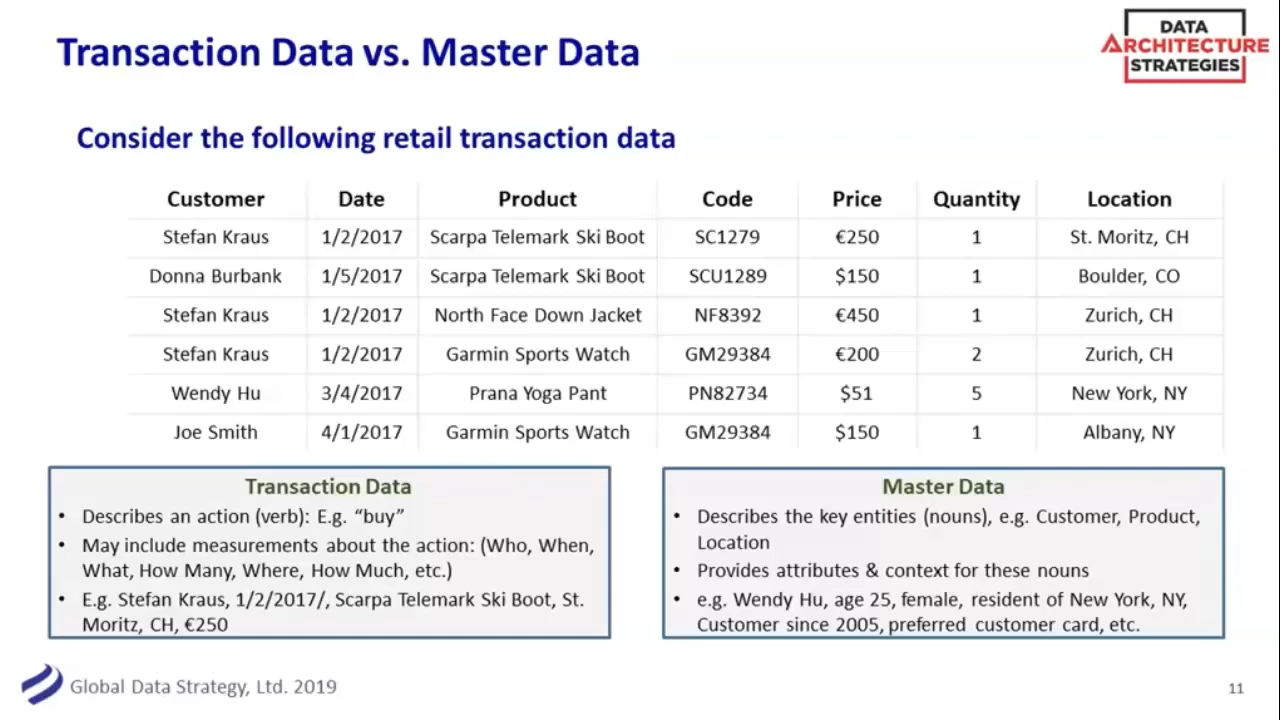 Transaction Data vs. Master Data
DATA
ARCHITECTURE
STRATEGIES
Consider the following retail transaction data
Customer Date Product Code Price Quantity Location
Stefan Kraus 1/2/2017 Scarpa Telemark Ski Boot SC1279 €250 1 St. Moritz, CH
Donna Burbank 1/5/2017 Scarpa Telemark Ski Boot SCU1289 $150 1 Boulder, CO
Stefan Kraus 1/2/2017 North Face Down Jacket NF8392 €450 1 Zurich, CH
Stefan Kraus 1/2/2017 Garmin Sports Watch GM29384 €200 2 Zurich, CH
Wendy Hu 3/4/2017 Prana Yoga Pant PN82734 $51 5 New York, NY
Joe Smith 4/1/2017 Garmin Sports Watch GM29384 $150 1 Albany, NY
Transaction Data
• Describes an action (verb): E.g. “buy”
• May include measurements about the action: (Who, When,
What, How Many, Where, How Much, etc.)
• E.g. Stefan Kraus, 1/2/2017/, Scarpa Telemark Ski Boot, St.
Moritz, CH, €250
Master Data
• Describes the key entities (nouns), e.g. Customer, Product,
Location
• Provides attributes & context for these nouns
• e.g. Wendy Hu, age 25, female, resident of New York, NY,
Customer since 2005, preferred customer card, etc.
Global Data Strategy, Ltd. 2019
11